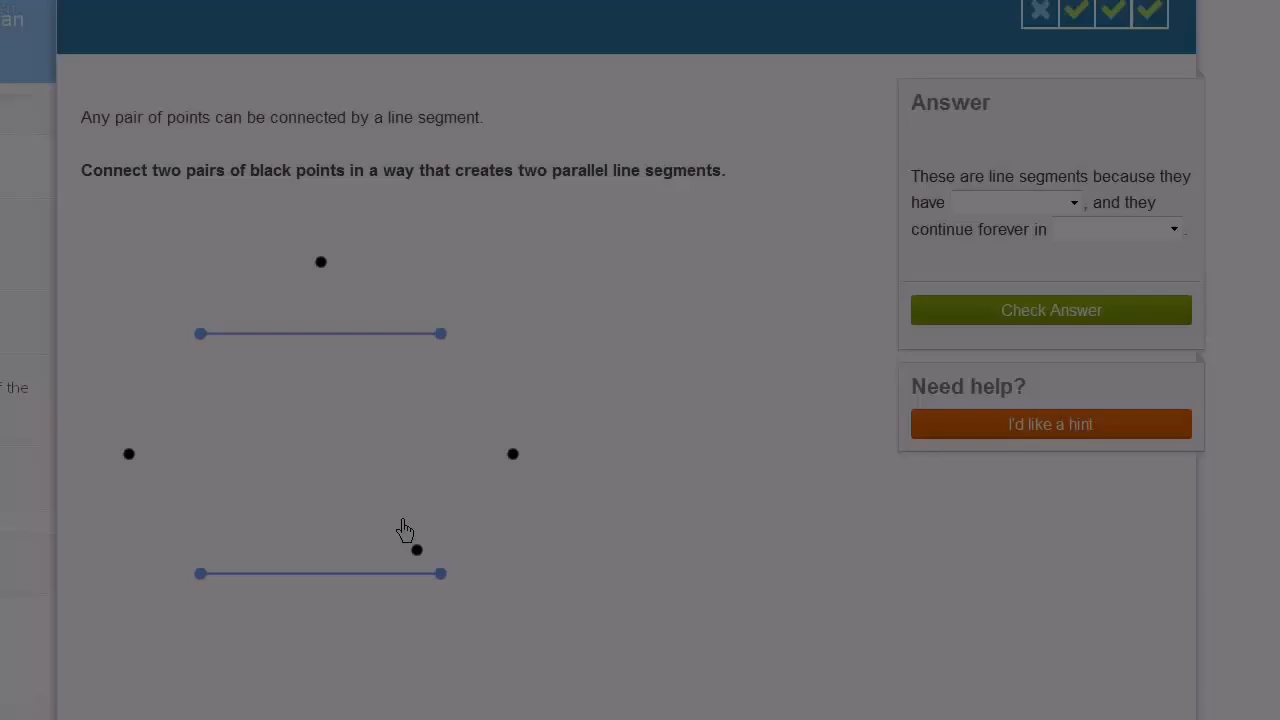 an
Any pair of points can be connected by a line segment.
Connect two pairs of black points in a way that creates two parallel line segments.
Answer
These are line segments because they
have , and they
continue forever in .
Check Answer
Need help?
I'd like a hint
f the